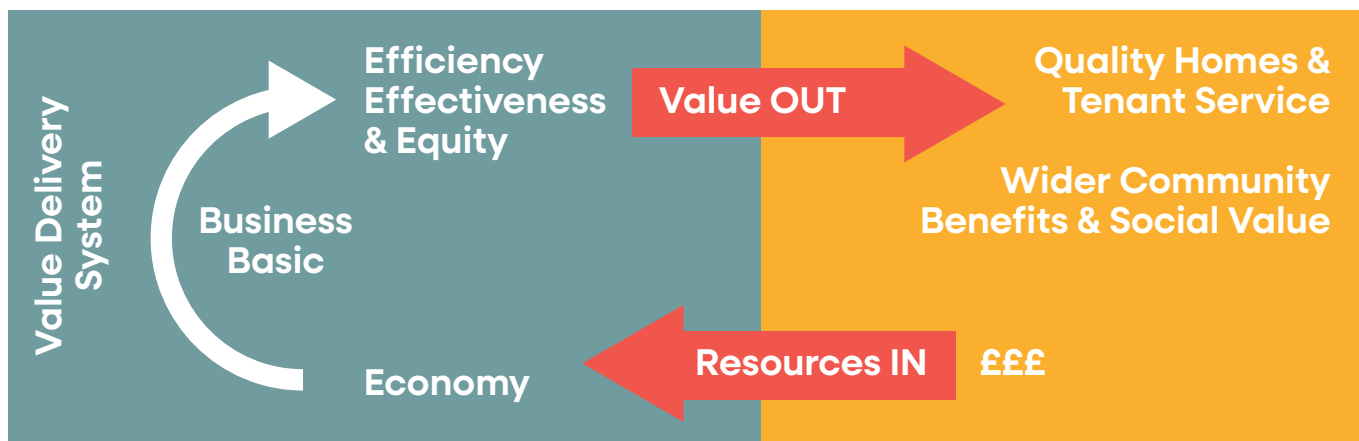 Value Delivery
System
Business
Basic
Efficiency
Effectiveness
& Equity
Economy
Value OUT
Quality Homes &
Tenant Service
Wider Community
Benefits & Social Value
Resources IN
£££